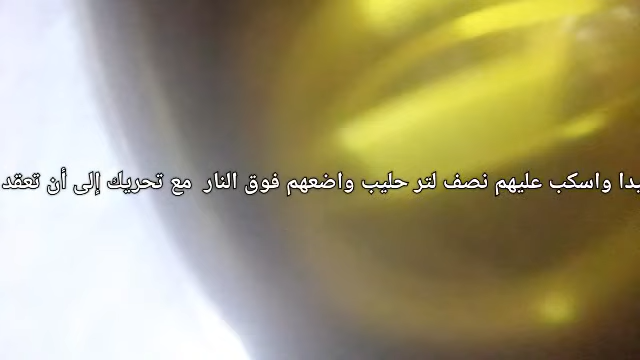 يدا واسكب عليهم نصف لتر حليب واضعهم فوق النار مع تحريك إلى أن تعقد